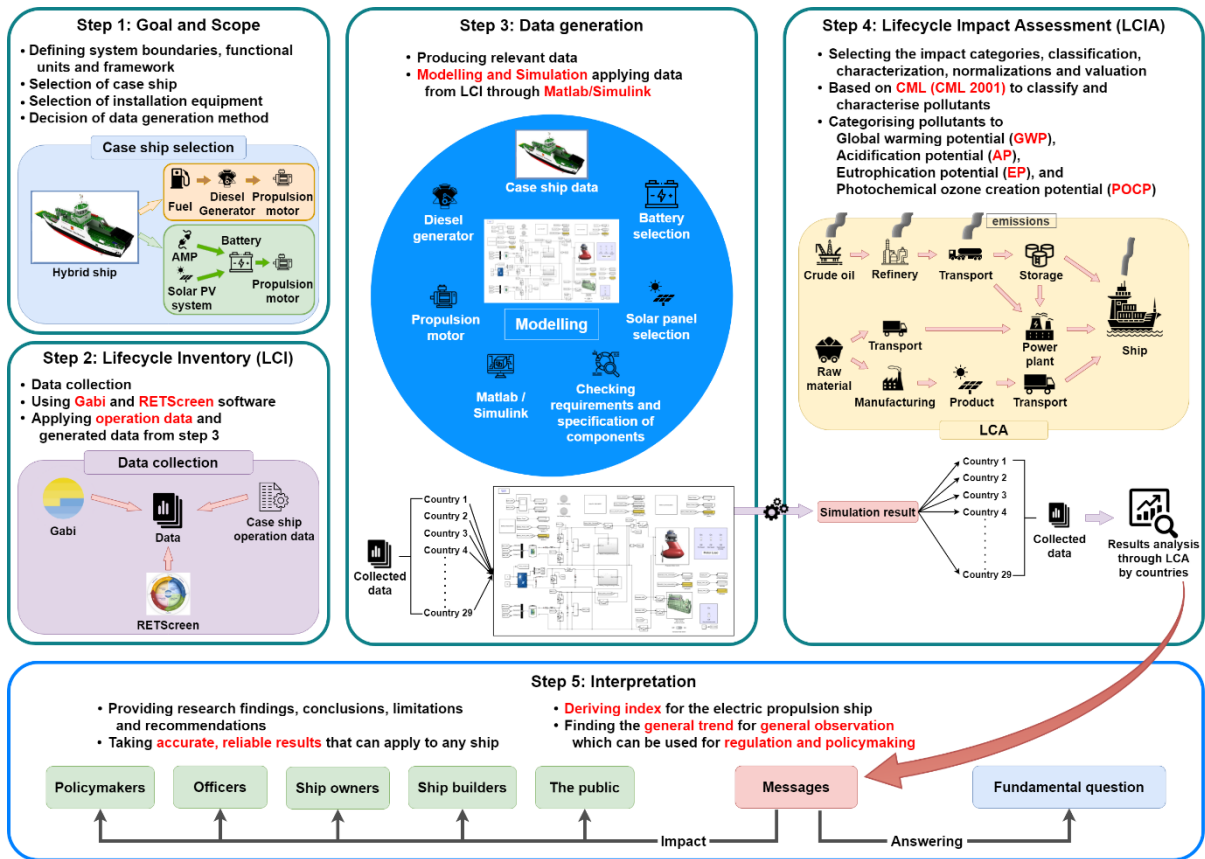 Step 1: Goal and Scope
• Defining system boundaries, functional
units and framework
• Selection of case ship
• Selection of installation equipment
• Decision of data generation method
Case ship selection
Hybrid ship
Fuel
Diesel
Generator
Propulsion
motor
AMP
Solar PV
system
Battery
Propulsion
motor
Step 2: Lifecycle Inventory (LCI)
• Data collection
• Using Gabi and RETScreen software
• Applying operation data and
generated data from step 3
Data collection
Gabi
Data
Case ship
operation data
RETScreen
Step 3: Data generation
• Producing relevant data
• Modelling and Simulation applying data
from LCI through Matlab/Simulink
Case ship data
Diesel
generator
Battery
selection
Propulsion
motor
Modelling
Solar panel
selection
Matlab /
Simulink
Checking
requirements and
specification of
components
Collected
data
Country 1
Country 2
Country 3
Country 4
Country 29
Step 4: Lifecycle Impact Assessment (LCIA)
• Selecting the impact categories, classification,
characterization, normalizations and valuation
• Based on CML (CML 2001) to classify and
characterise pollutants
• Categorising pollutants to
Global warming potential (GWP),
Acidification potential (AP),
Eutrophication potential (EP), and
Photochemical ozone creation potential (POCP)
emissions
Crude oil
Refinery
Transport
Storage
Transport
Power
plant
Ship
Raw
material
Manufacturing
Product
Transport
LCA
Simulation result
Country 1
Country 2
Country 3
Country 4
Country 29
Collected
data
Results analysis
through LCA
by countries
Step 5: Interpretation
• Providing research findings, conclusions, limitations
and recommendations
• Taking accurate, reliable results that can apply to any ship
• Deriving index for the electric propulsion ship
• Finding the general trend for general observation
which can be used for regulation and policymaking
Policymakers
Officers
Ship owners
Ship builders
The public
Messages
Fundamental question
Impact
Answering